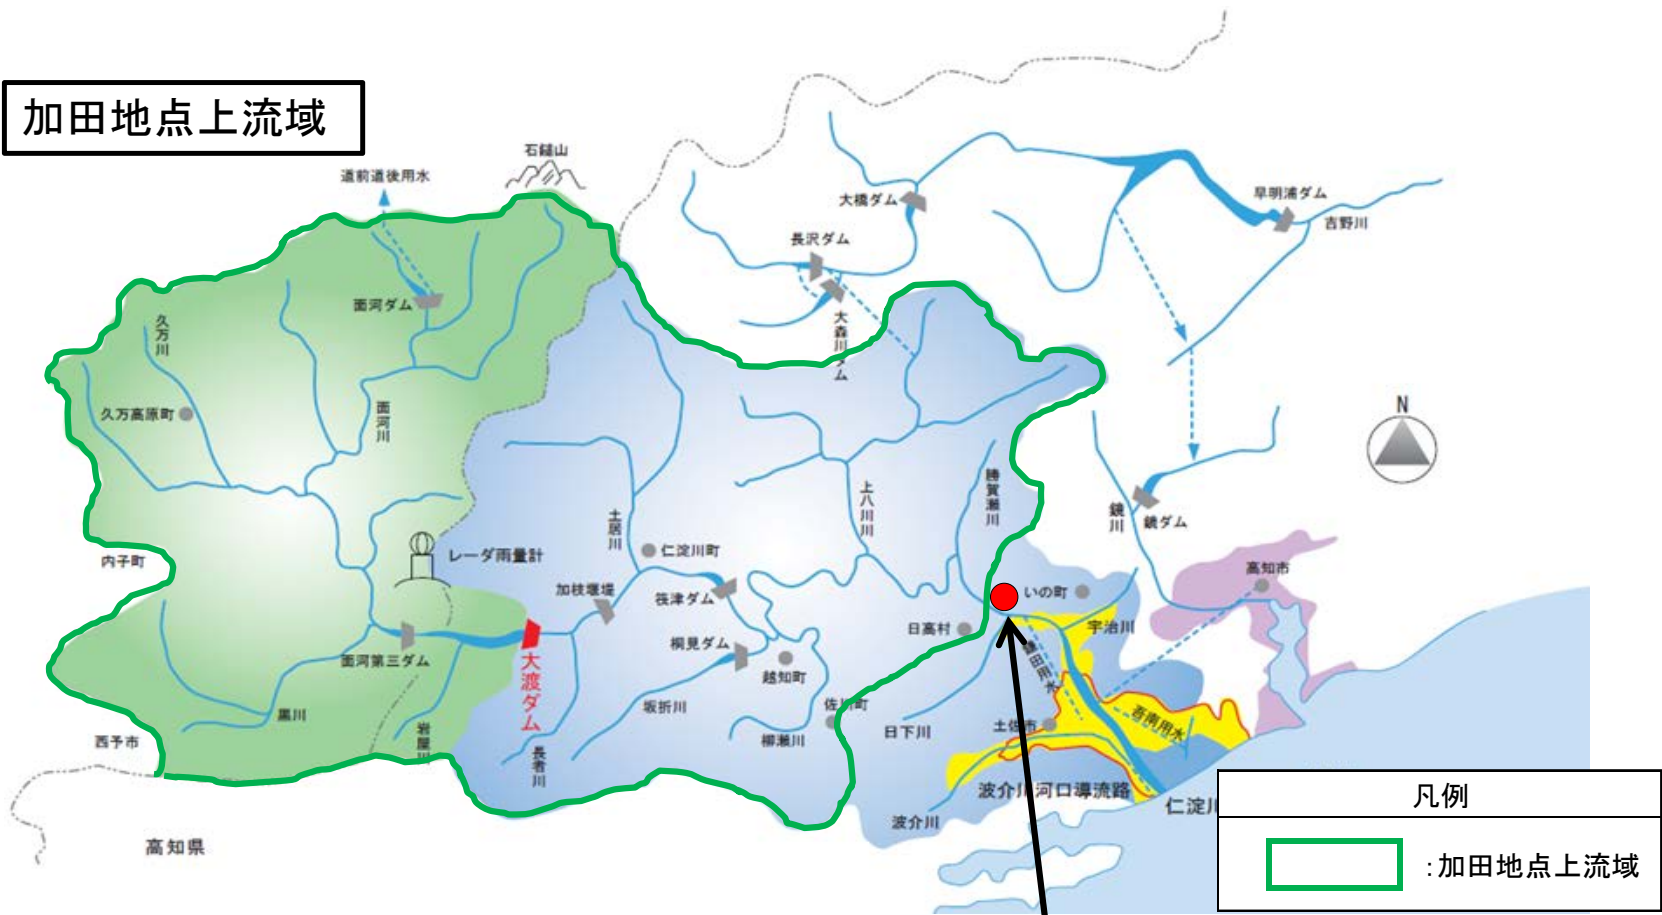 加田地点上流域
石鎚山
道前道後用水
大橋ダム
早明浦ダム
吉野川
長沢ダム
面河ダム
久万川
大森川ダム
久万高原町
面河川
N
勝賀瀬川
上八川川
鏡川
鏡ダム
土居川
仁淀川町
レーダ雨量計
内子町
高知市
加枝堰堤
筏津ダム
いの町
日高村
宇治川
桐見ダム
面河第三ダム
大渡ダム
越知町
鎌田用水
佐川町
坂折川
黒川
吾南用水
土佐市
日下川
柳瀬川
西予市
岩屋川
長者川
波介川河口導流路
仁淀川
波介川
高知県
凡例
:加田地点上流域